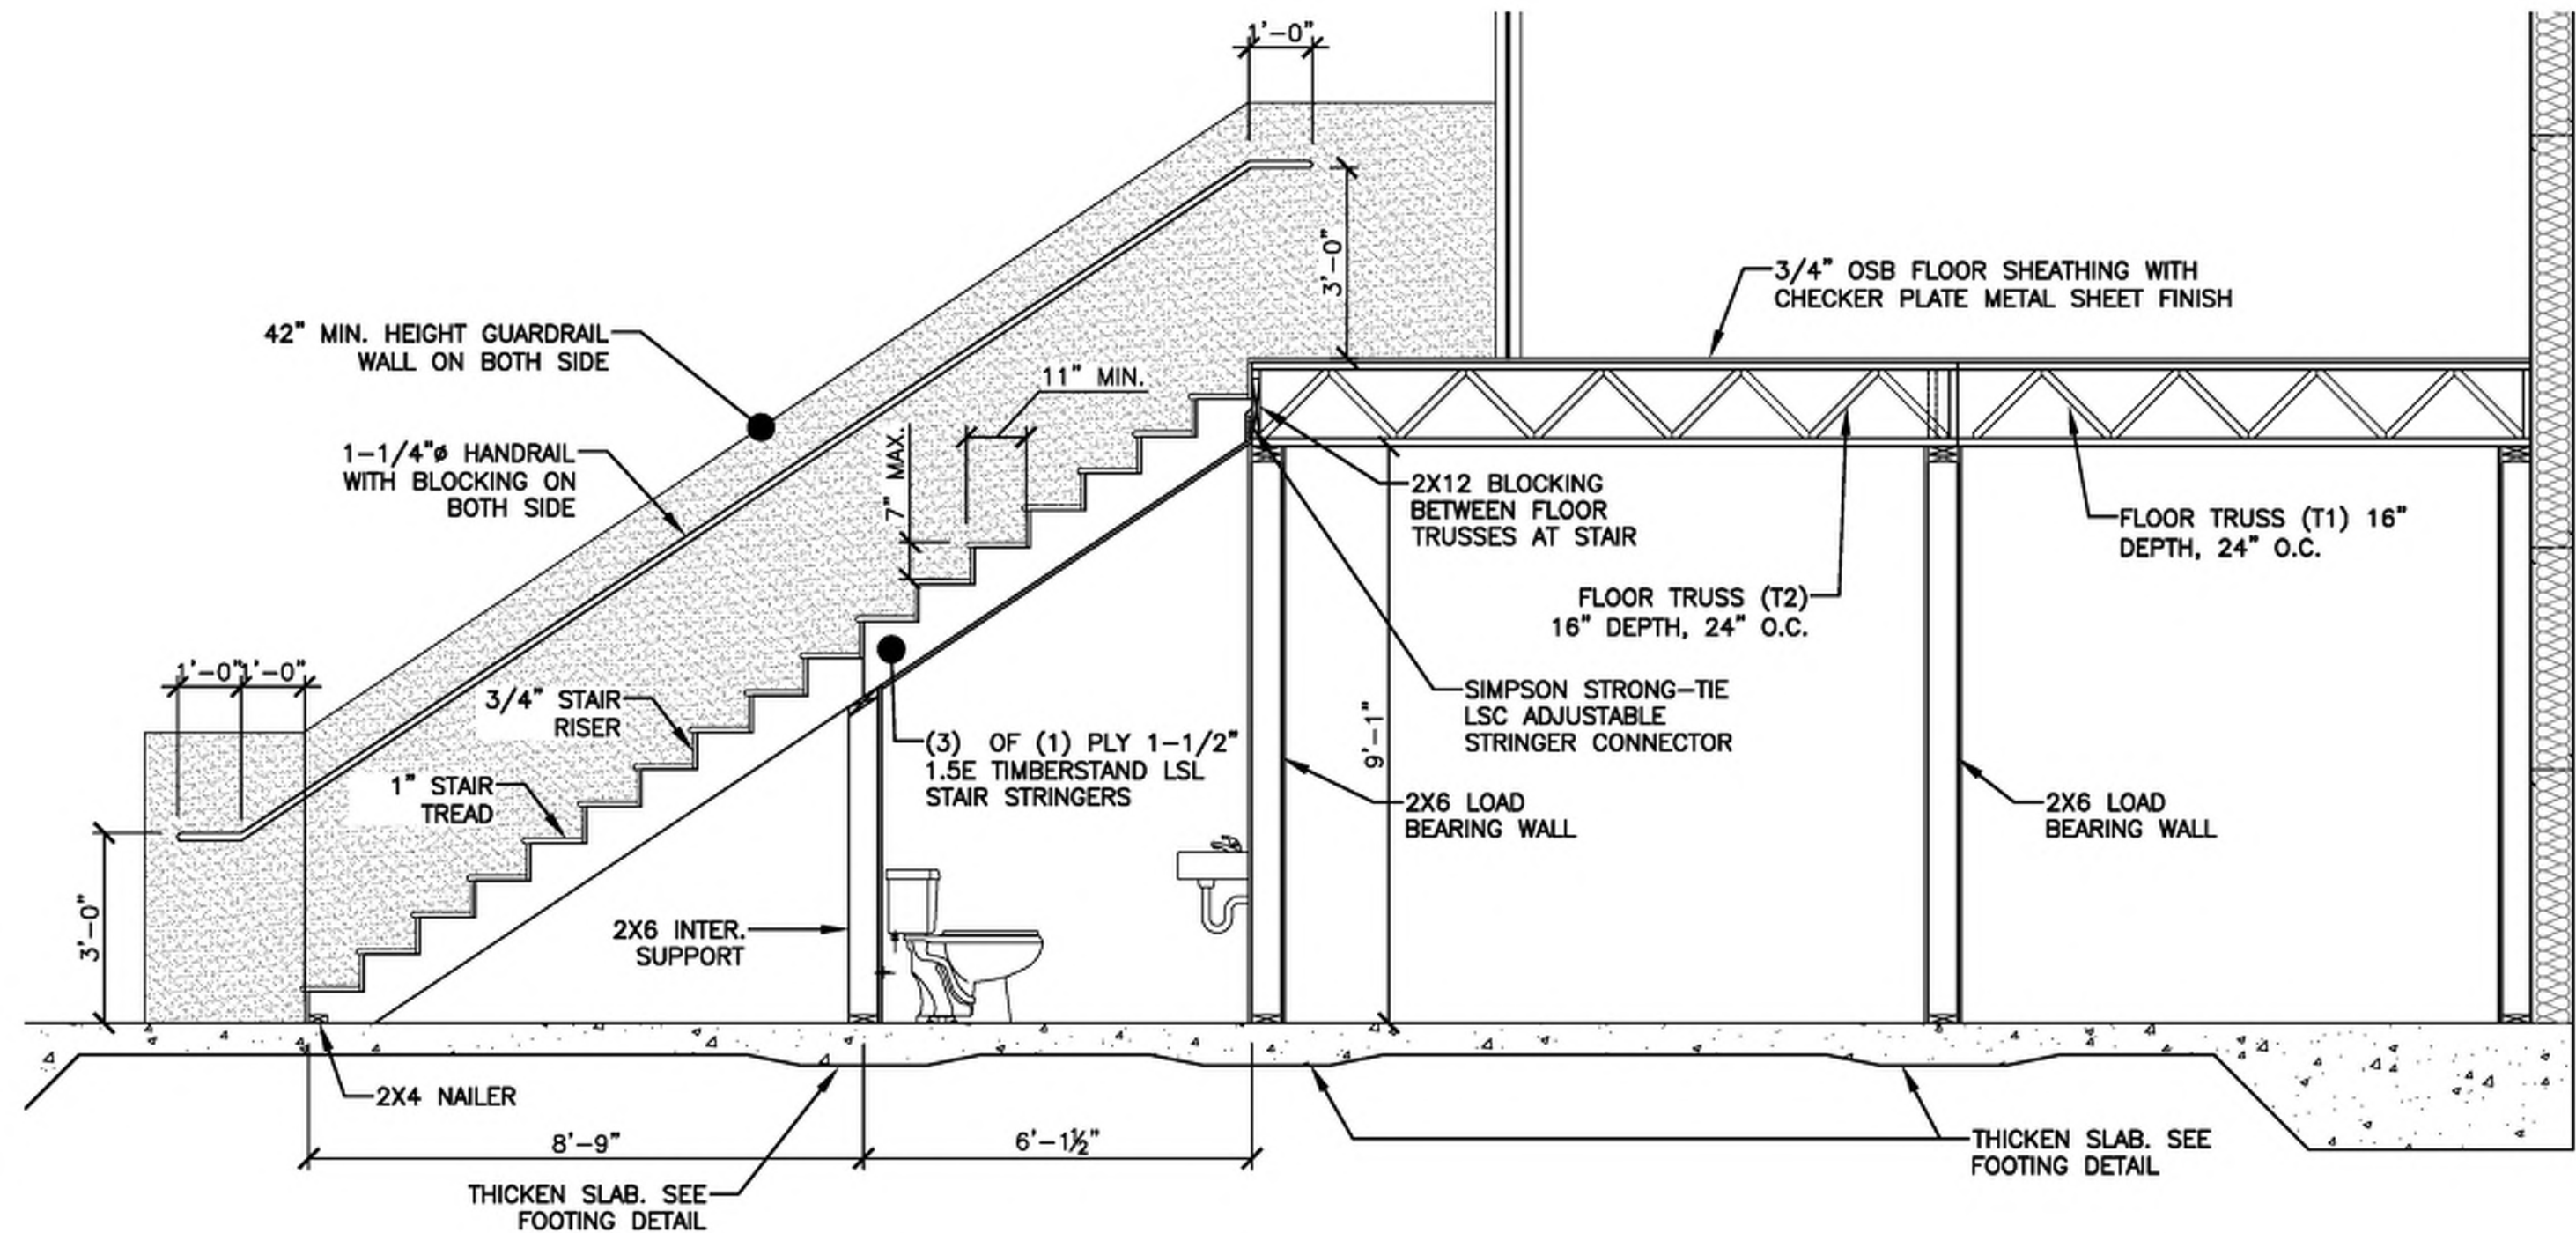 1'-0"
3/4" OSB FLOOR SHEATHING WITH
CHECKER PLATE METAL SHEET FINISH
3'-0"
42" MIN. HEIGHT GUARDRAIL
WALL ON BOTH SIDE
11" MIN.
1-1/4"ø HANDRAIL
WITH BLOCKING ON
BOTH SIDE
7" MAX.
2X12 BLOCKING
BETWEEN FLOOR
TRUSSES AT STAIR
FLOOR TRUSS (T1) 16"
DEPTH, 24" O.C.
FLOOR TRUSS (T2)
16" DEPTH, 24" O.C.
1'-0"
1'-0"
3/4" STAIR
RISER
SIMPSON STRONG-TIE
LSC ADJUSTABLE
STRINGER CONNECTOR
(3) OF (1) PLY 1-1/2"
1.5E TIMBERSTAND LSL
STAIR STRINGERS
9'-1"
1" STAIR
TREAD
2X6 LOAD
BEARING WALL
2X6 LOAD
BEARING WALL
3'-0"
2X6 INTER.
SUPPORT
2X4 NAILER
8'-9"
6'-1½"
THICKEN SLAB. SEE
FOOTING DETAIL
THICKEN SLAB. SEE
FOOTING DETAIL